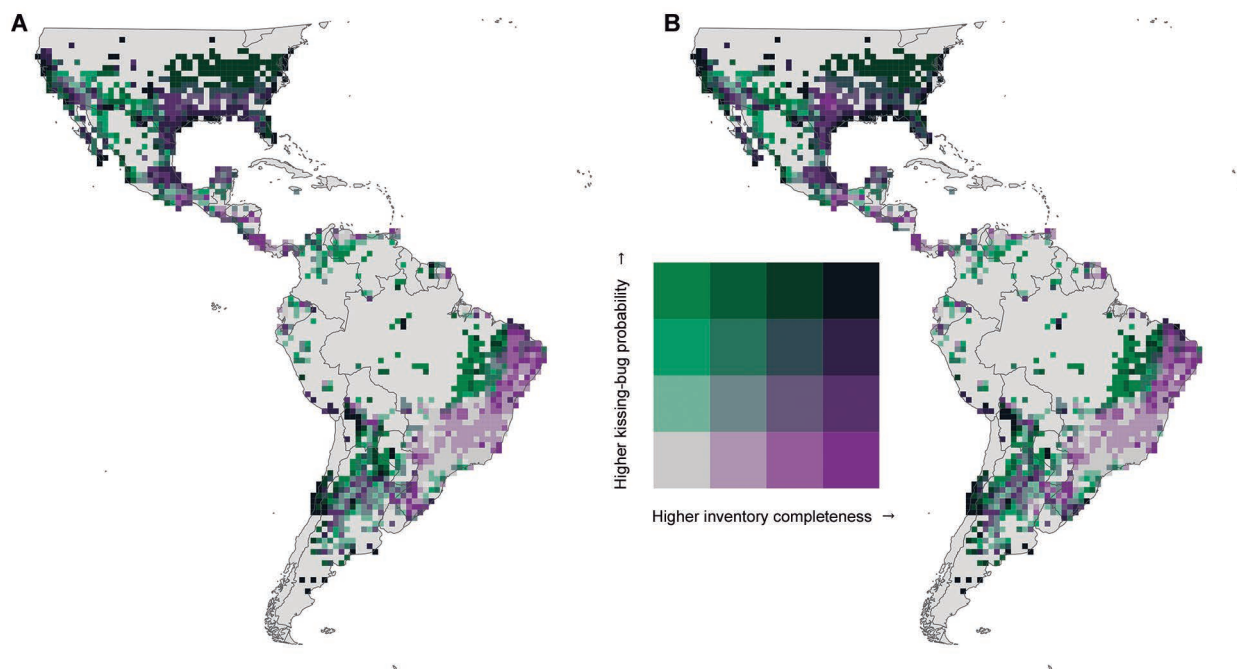 A
B
Higher kissing-bug probability →
Higher inventory completeness →